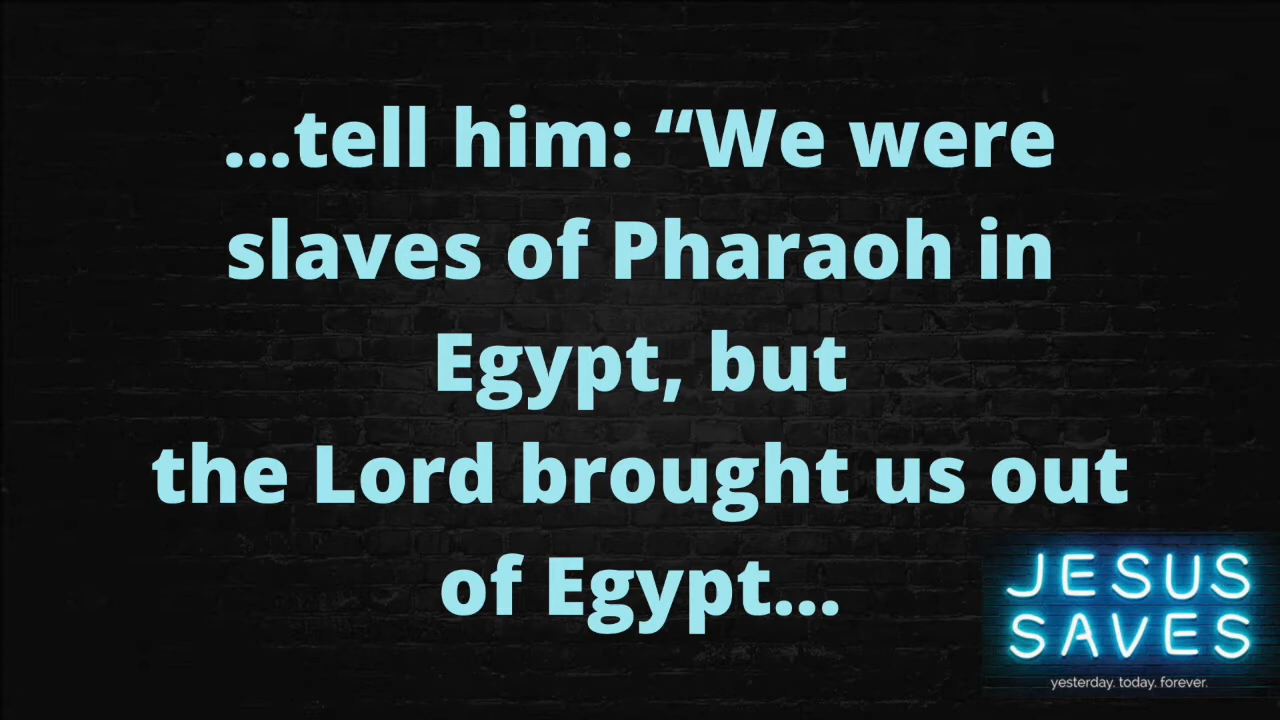 ...tell him: “We were
slaves of Pharaoh in
Egypt, but
the Lord brought us out
of Egypt...
JESUS
SAVES
yesterday. today. forever.